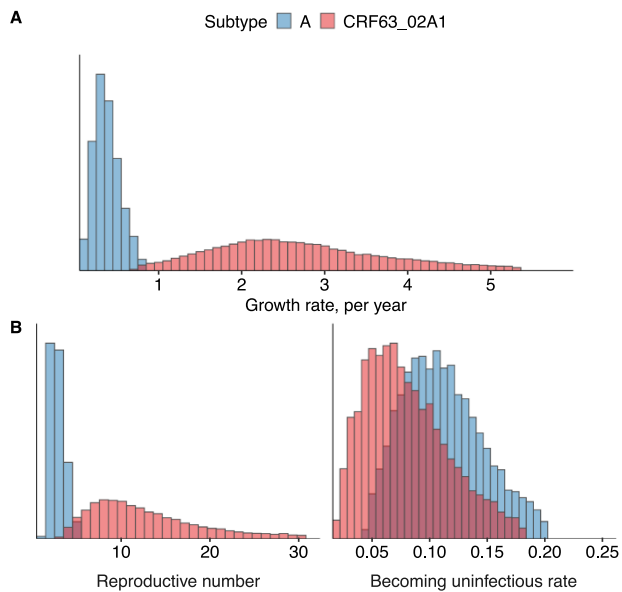 A
Subtype A CRF63_02A1
1 2 3 4 5
Growth rate, per year
B
10 20 30
0.05 0.10 0.15 0.20 0.25
Reproductive number
Becoming uninfectious rate